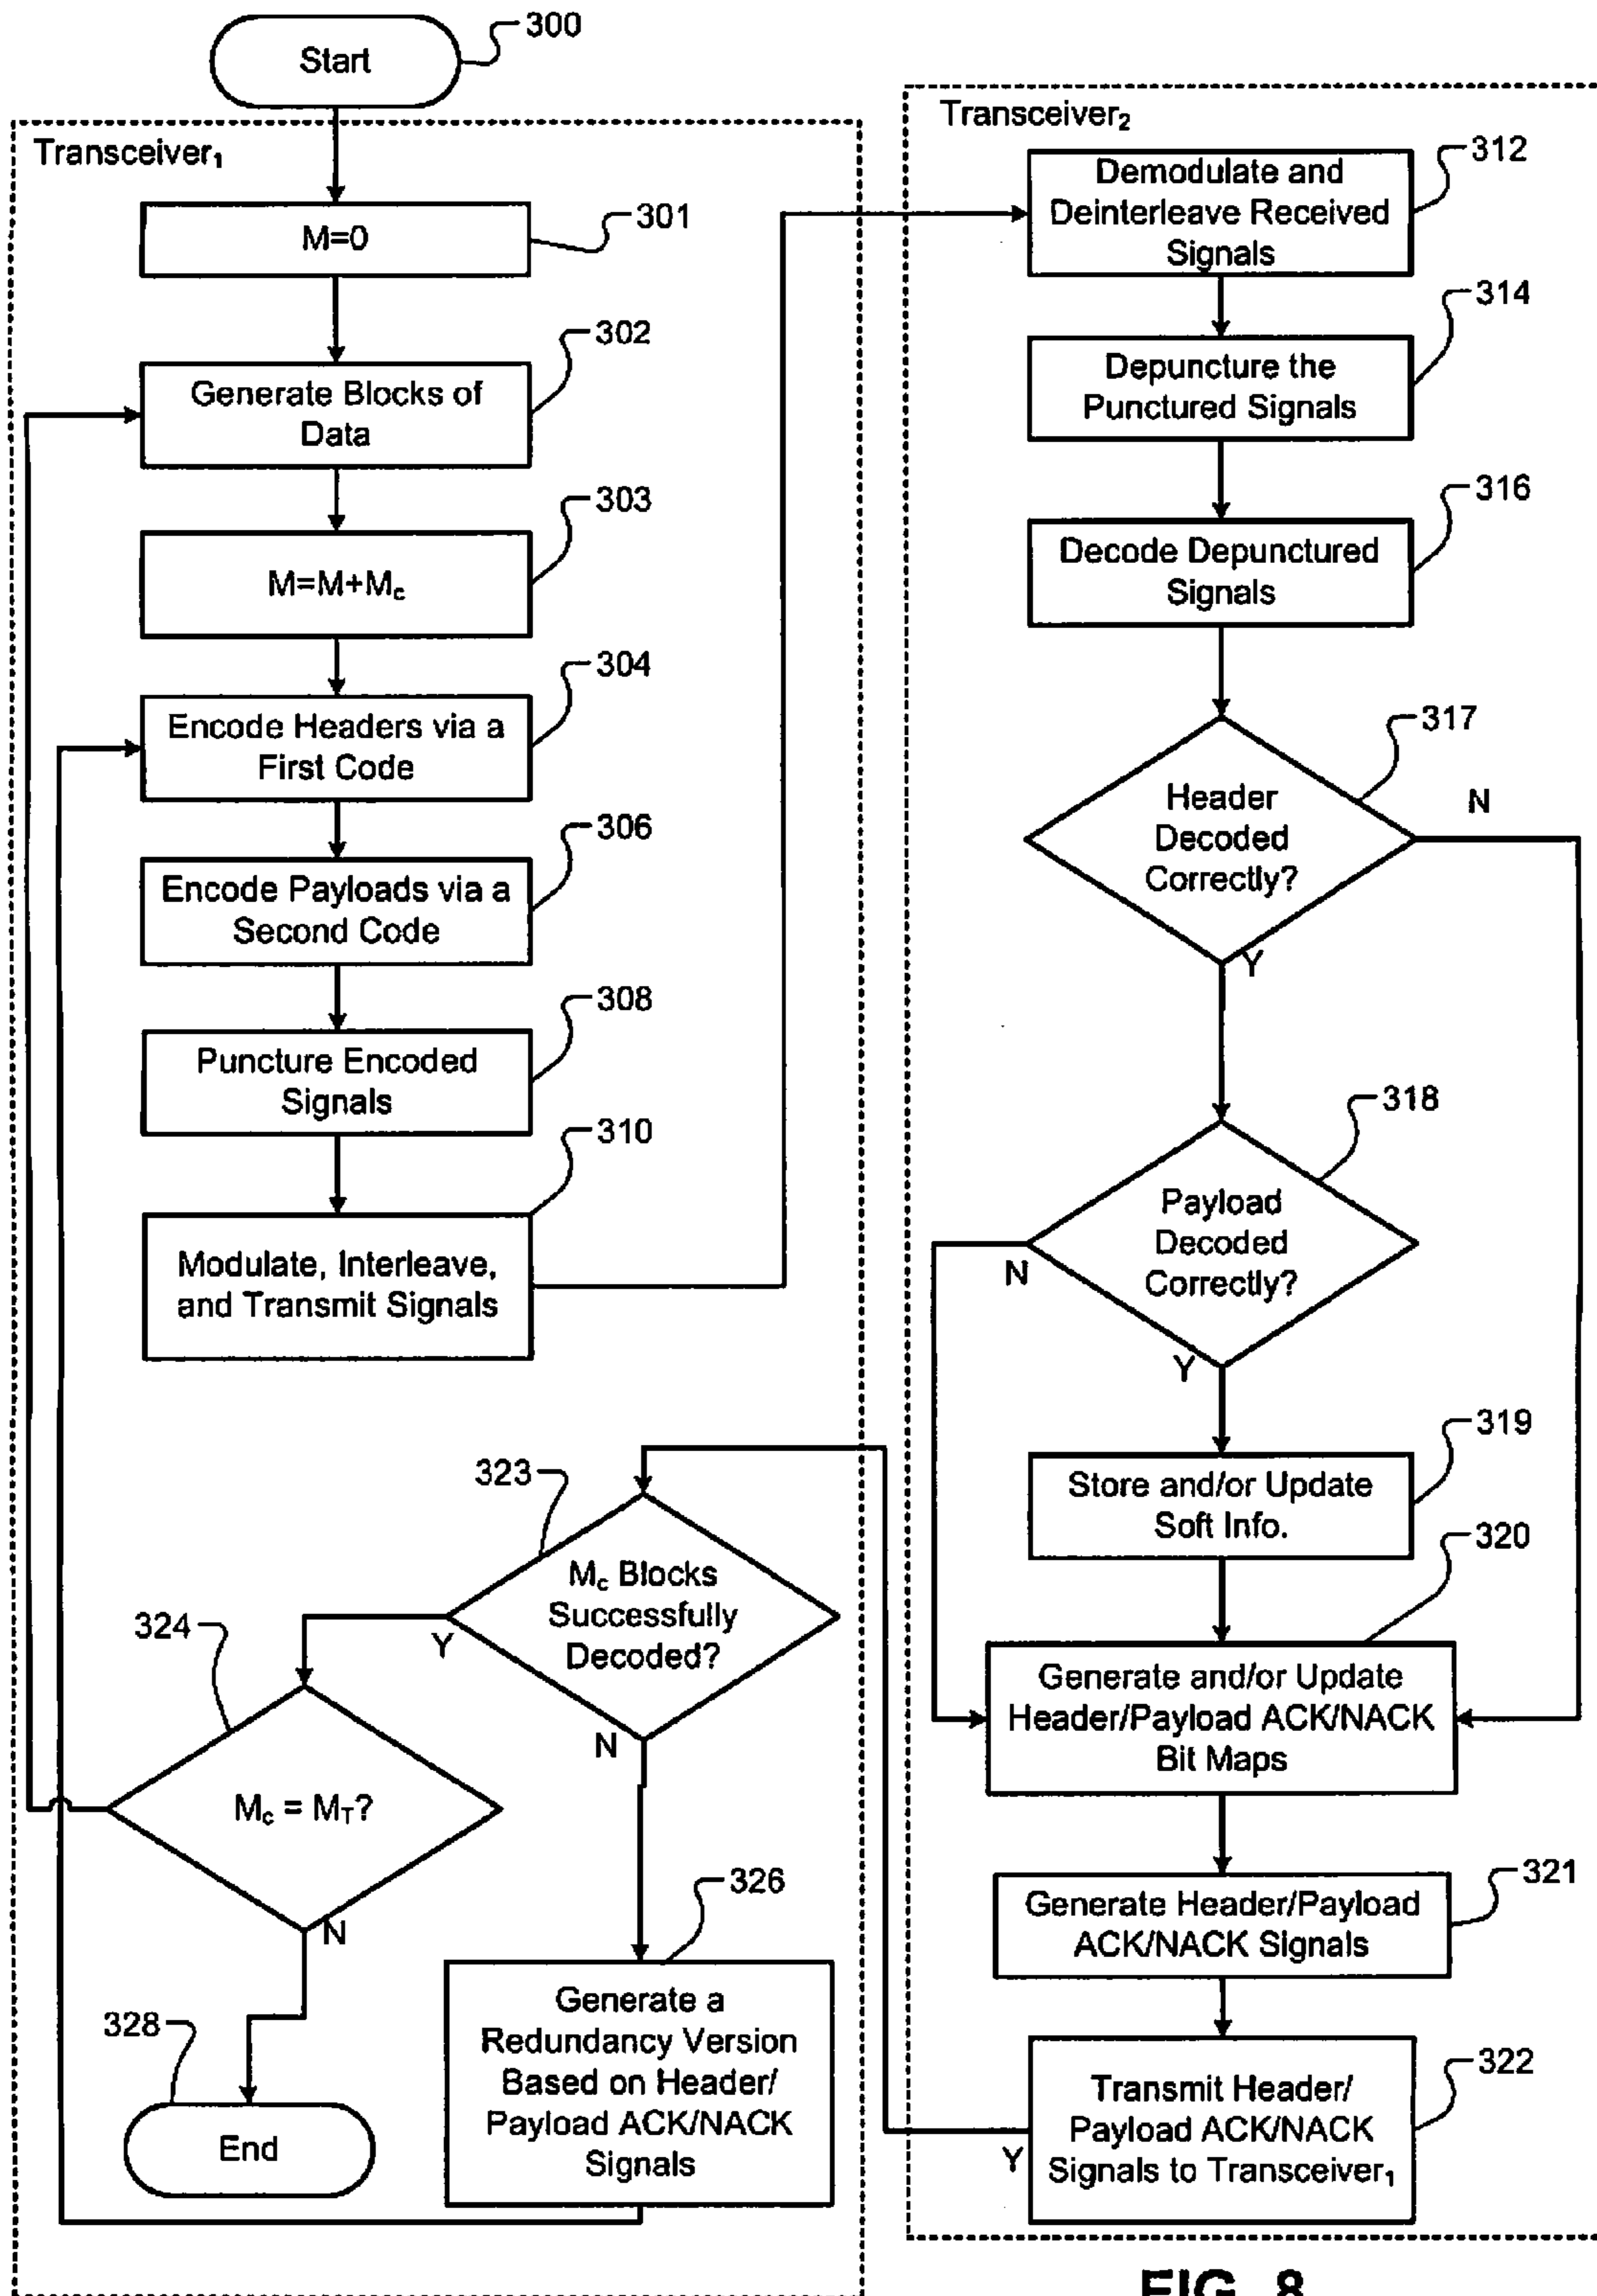 Start
300
Transceiver₁
M=0
301
Generate Blocks of
Data
302
M=M+Mc
303
Encode Headers via a
First Code
304
Encode Payloads via a
Second Code
306
Puncture Encoded
Signals
308
Modulate, Interleave,
and Transmit Signals
310
Transceiver₂
Demodulate and
Deinterleave Received
Signals
312
Depuncture the
Punctured Signals
314
Decode Depunctured
Signals
316
Header
Decoded
Correctly?
317
N
Y
Payload
Decoded
Correctly?
318
N
Y
Store and/or Update
Soft Info.
319
Generate and/or Update
Header/Payload ACK/NACK
Bit Maps
320
Generate Header/Payload
ACK/NACK Signals
321
Transmit Header/
Payload ACK/NACK
Signals to Transceiver₁
322
Y
Mc Blocks
Successfully
Decoded?
323
Y
N
Mc = MT?
324
N
Generate a
Redundancy Version
Based on Header/
Payload ACK/NACK
Signals
326
End
328
FIG. 8